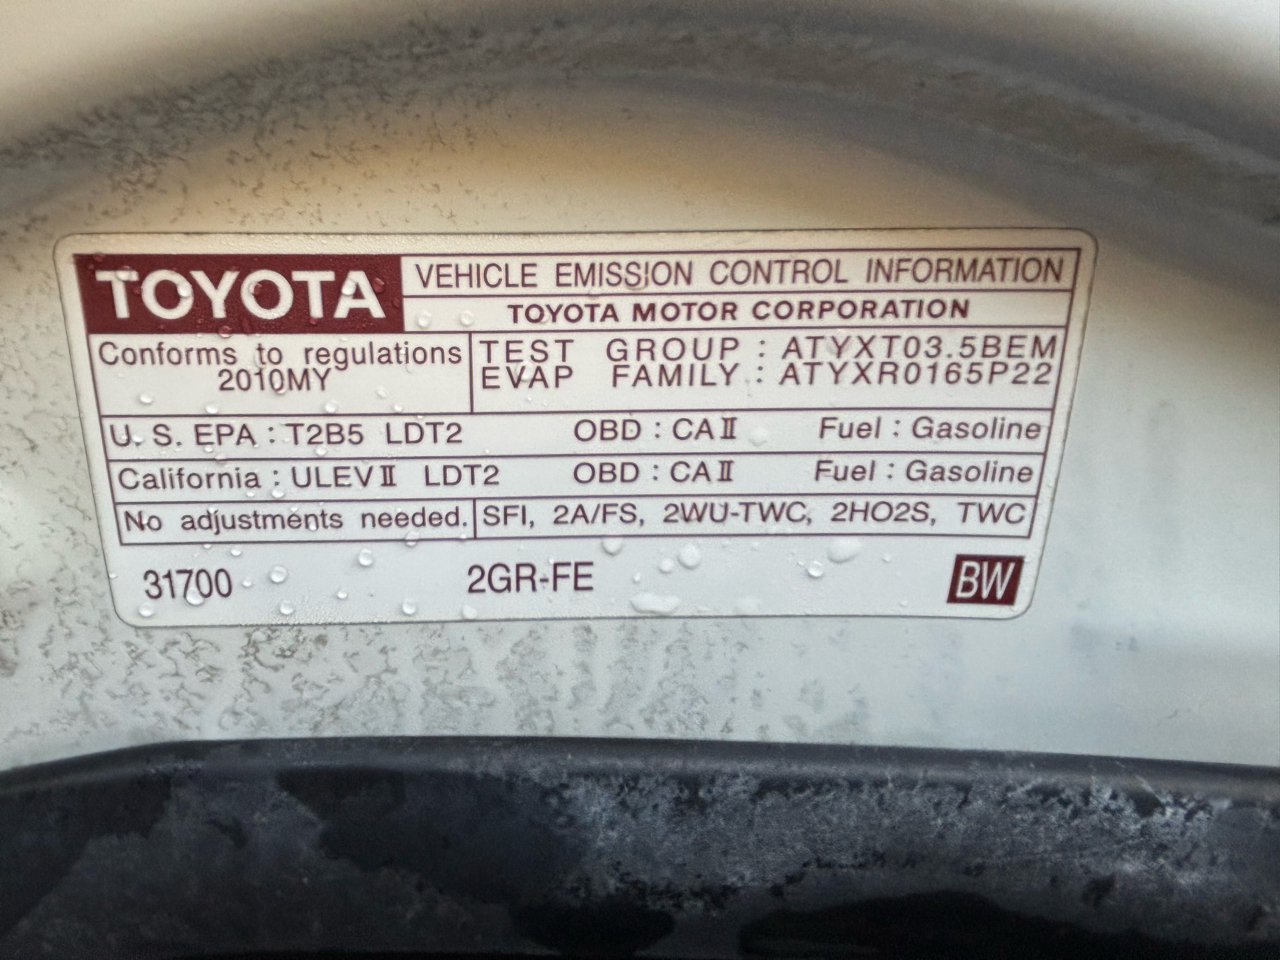 TOYOTA
VEHICLE EMISSION CONTROL INFORMATION
TOYOTA MOTOR CORPORATION
Conforms to regulations
2010MY
TEST GROUP : ATYXT03.5BEM
EVAP FAMILY : ATYXR0165P22
U. S. EPA : T2B5 LDT2 OBD : CAⅡ Fuel : Gasoline
California : ULEVⅡ LDT2 OBD : CAⅡ Fuel : Gasoline
No adjustments needed. SFI, 2A/FS, 2WU-TWC, 2HO2S, TWC
31700 2GR-FE BW